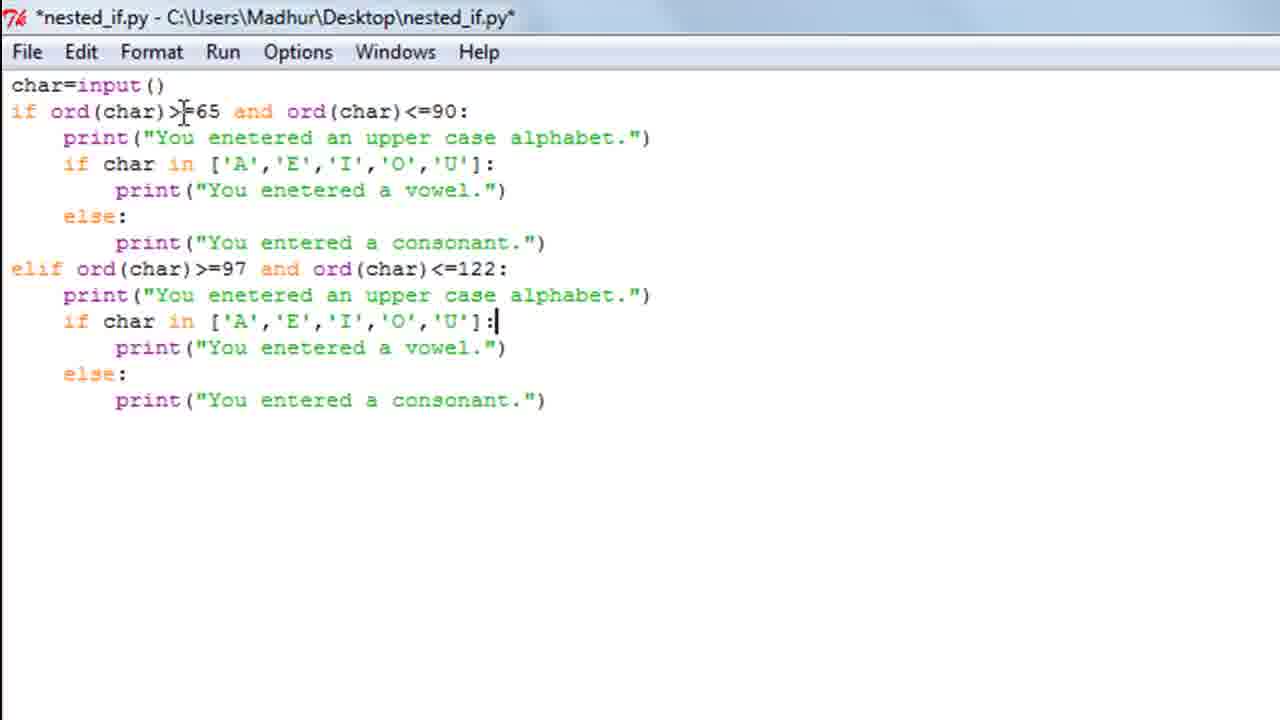 *nested_if.py - C:\Users\Madhur\Desktop\nested_if.py*
File Edit Format Run Options Windows Help
char=input()
if ord(char)>=65 and ord(char)<=90:
    print("You enetered an upper case alphabet.")
    if char in ['A','E','I','O','U']:
        print("You enetered a vowel.")
    else:
        print("You entered a consonant.")
elif ord(char)>=97 and ord(char)<=122:
    print("You enetered an upper case alphabet.")
    if char in ['A','E','I','O','U']:
        print("You enetered a vowel.")
    else:
        print("You entered a consonant.")